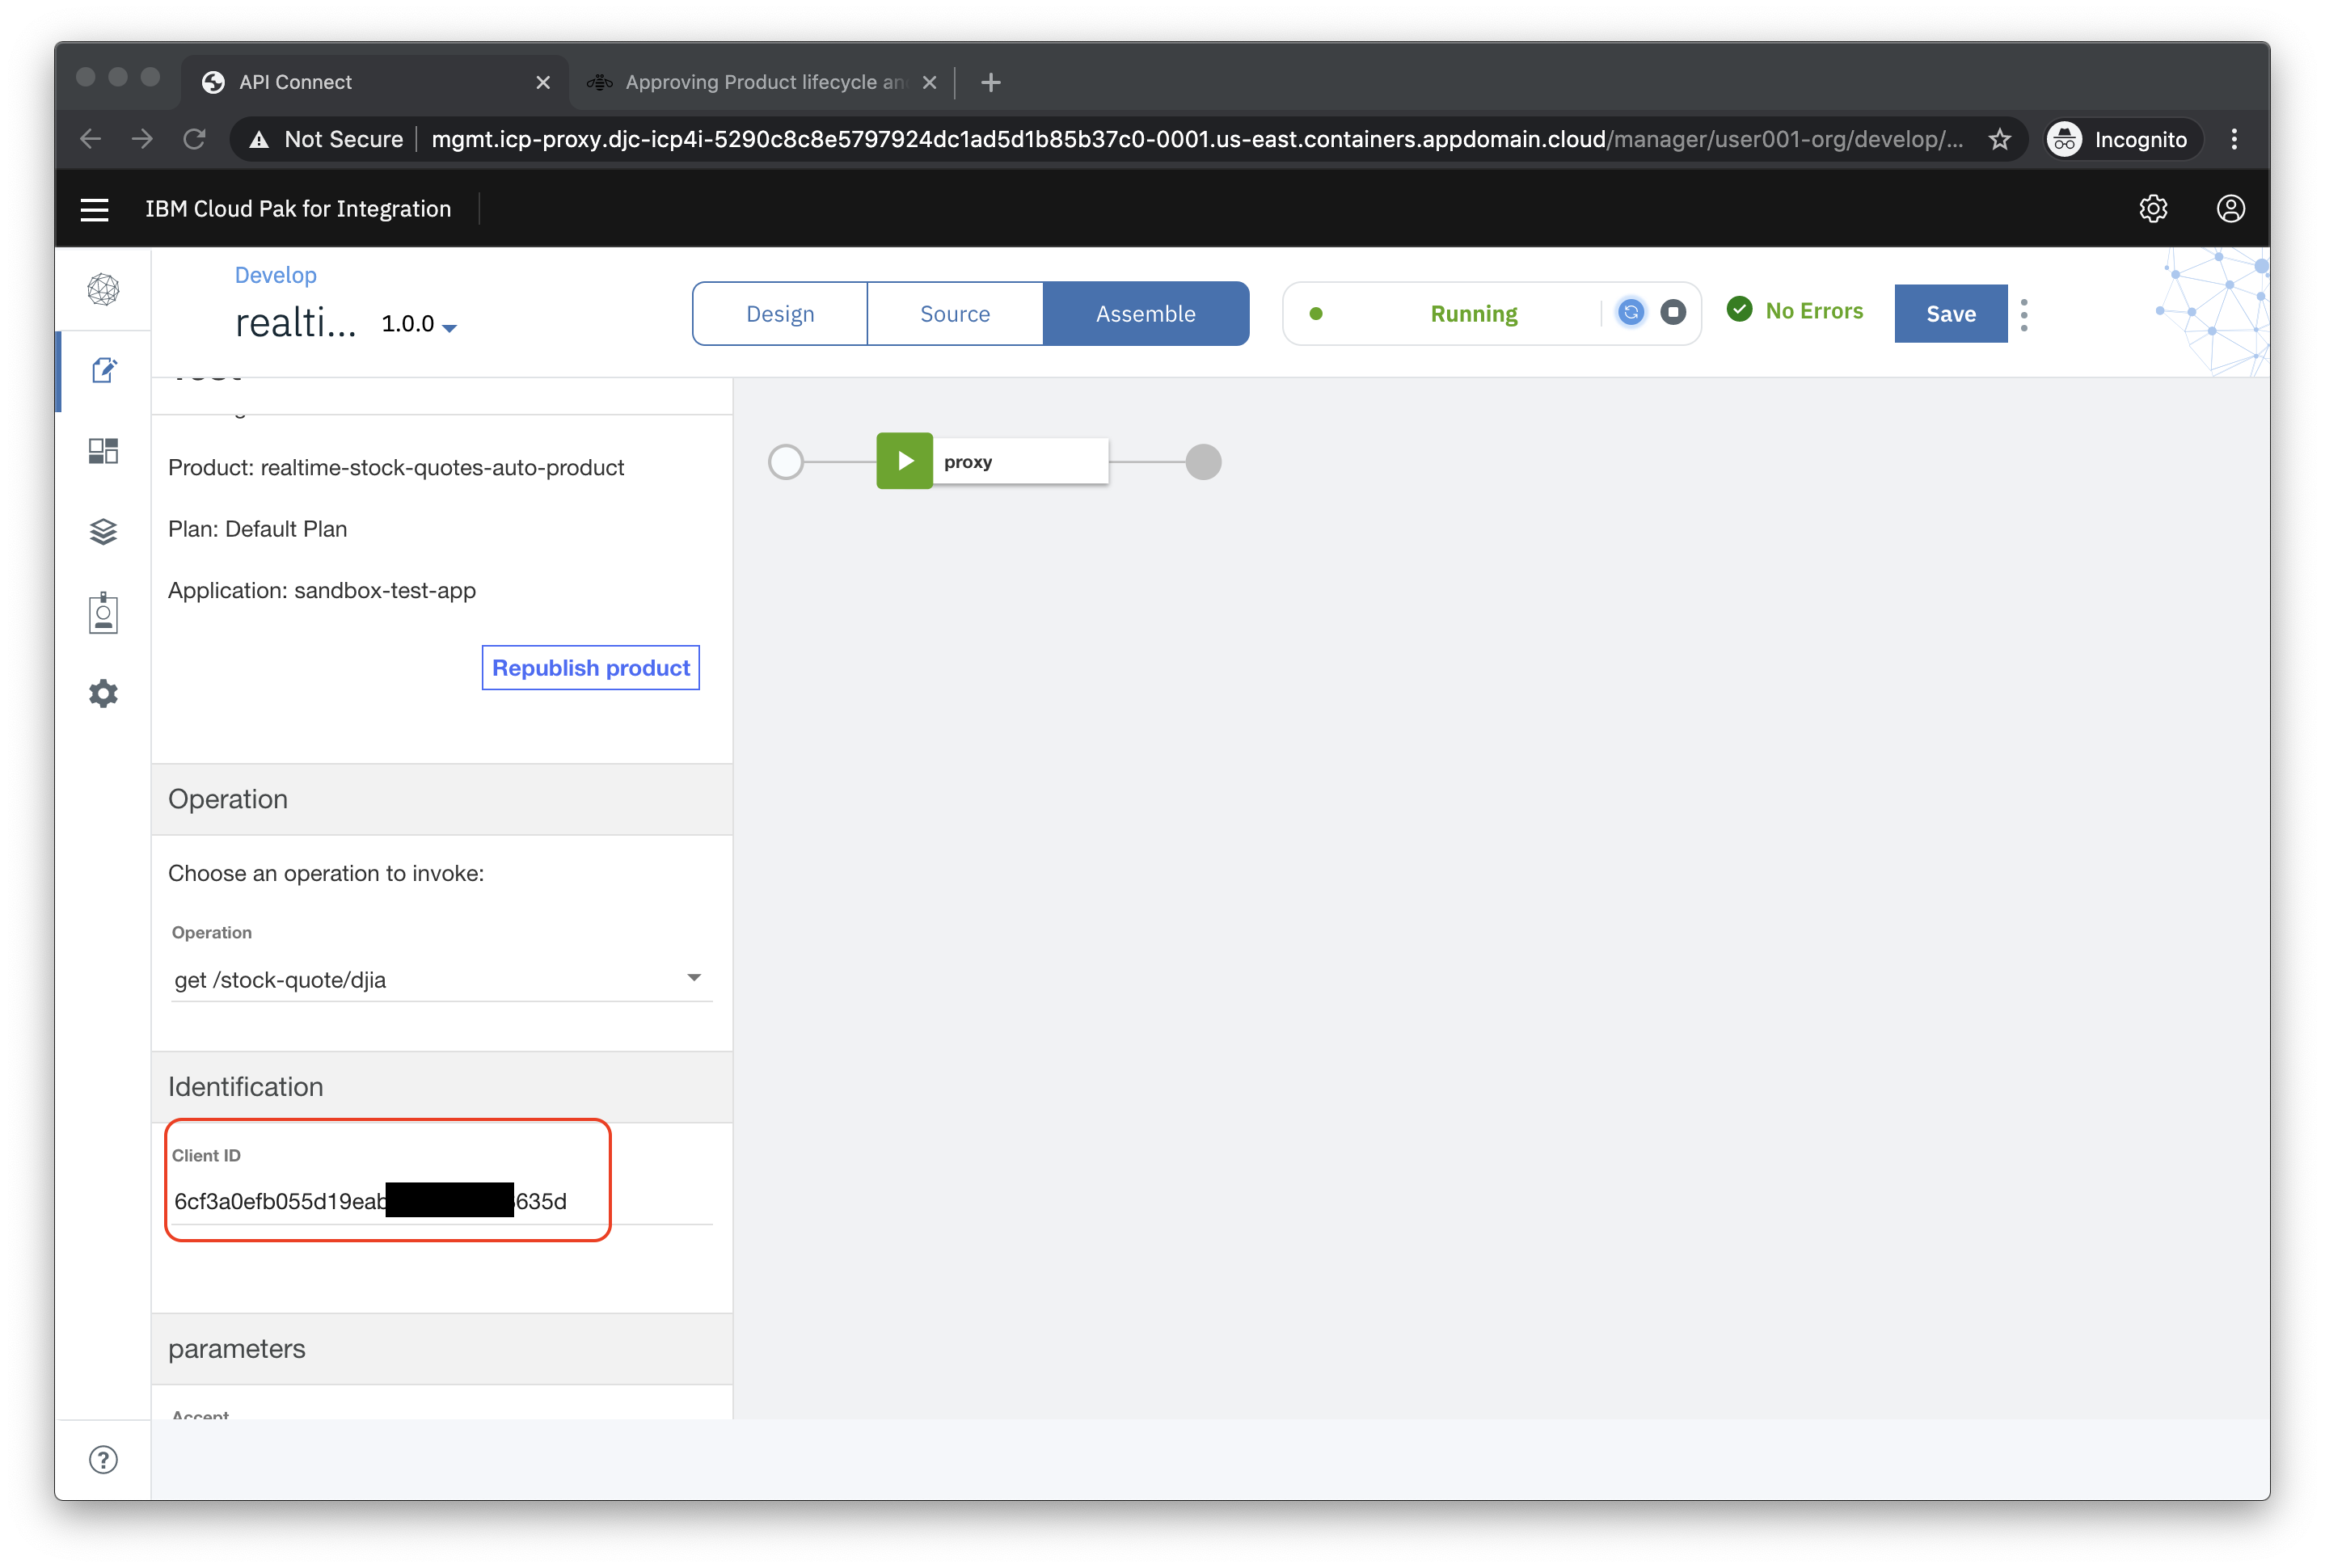 API Connect
Approving Product lifecycle an
Not Secure mgmt.icp-proxy.djc-icp4i-5290c8c8e5797924dc1ad5d1b85b37c0-0001.us-east.containers.appdomain.cloud/manager/user001-org/develop/...
Incognito
IBM Cloud Pak for Integration
Develop
realti... 1.0.0
Design Source Assemble
Running
No Errors
Save
Product: realtime-stock-quotes-auto-product
Plan: Default Plan
Application: sandbox-test-app
Republish product
proxy
Operation
Choose an operation to invoke:
Operation
get /stock-quote/djia
Identification
Client ID
6cf3a0efb055d19eab 635d
parameters
Accept
?